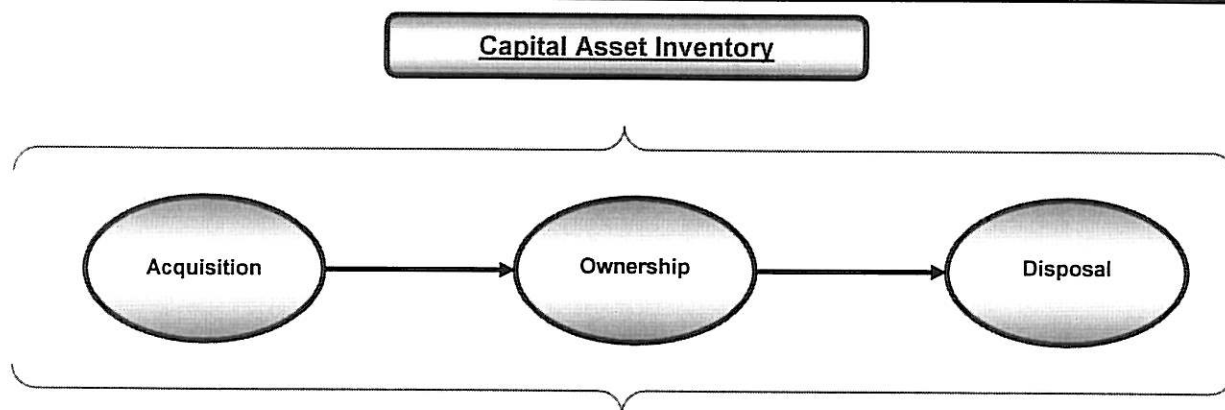 Capital Asset Inventory
Acquisition
Ownership
Disposal